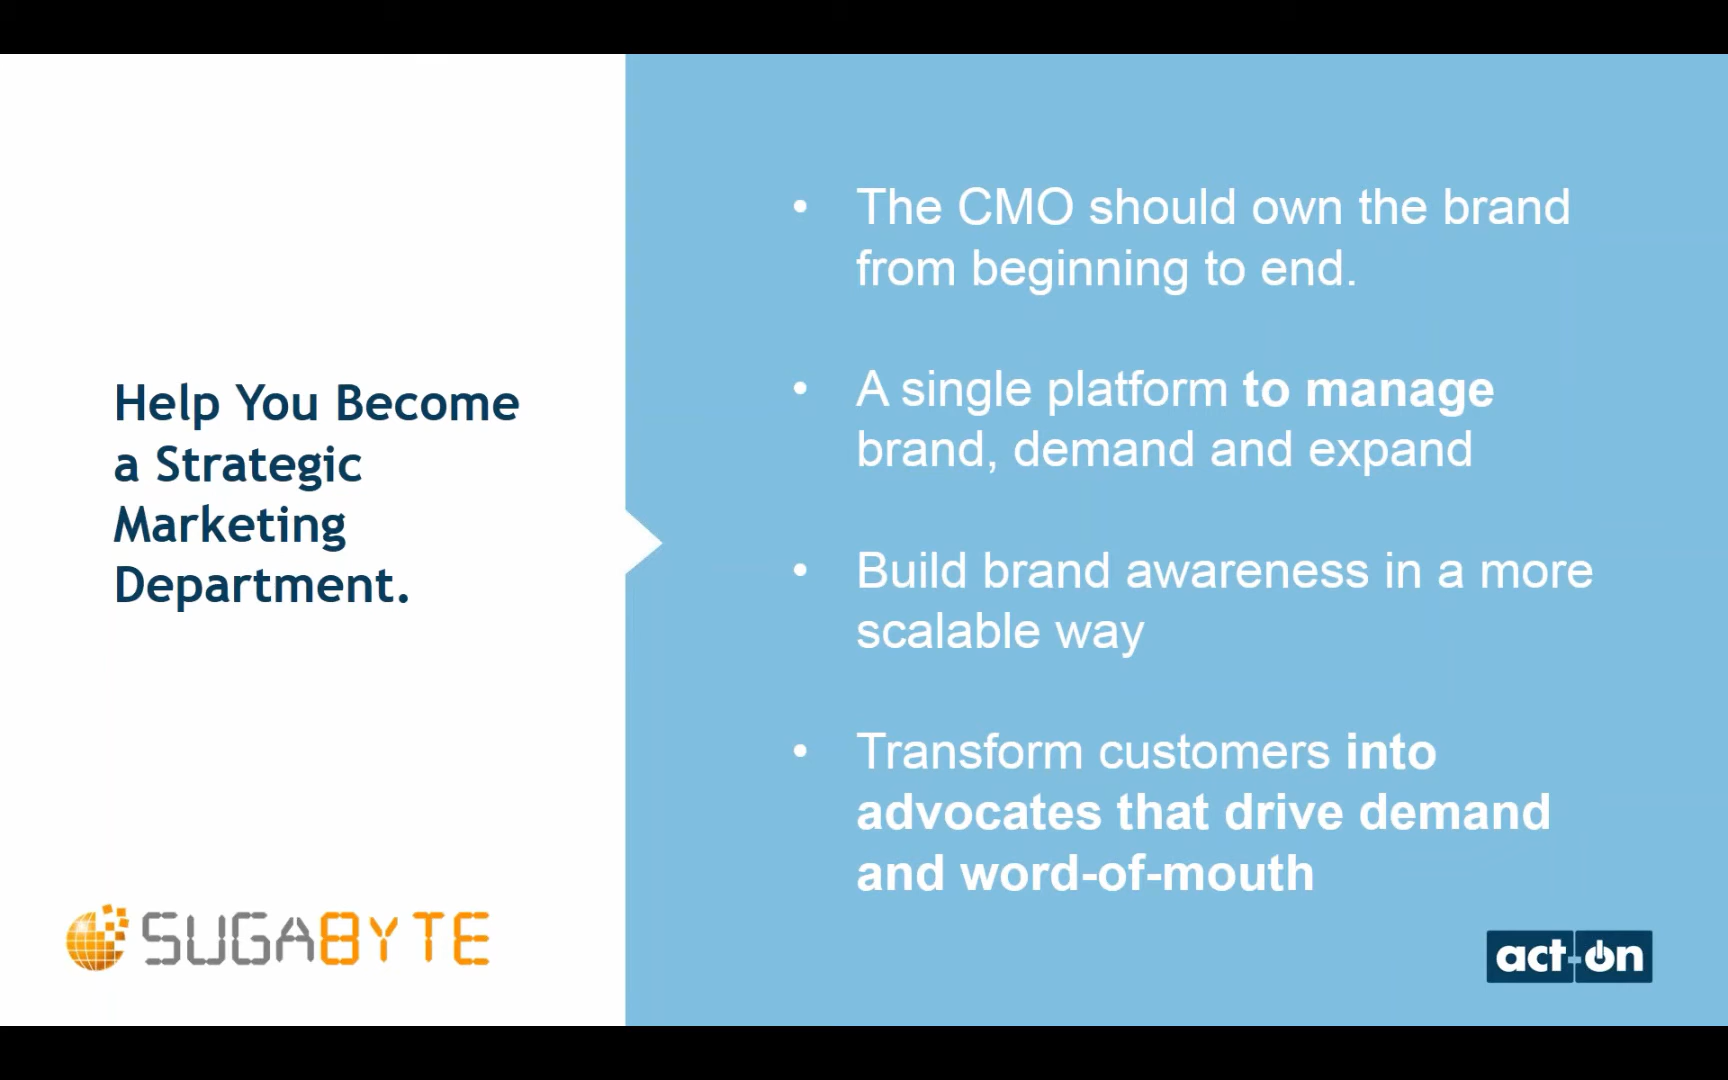 Help You Become
a Strategic
Marketing
Department.
• The CMO should own the brand
from beginning to end.
• A single platform to manage
brand, demand and expand
• Build brand awareness in a more
scalable way
• Transform customers into
advocates that drive demand
and word-of-mouth
SUGABYTE
act-on